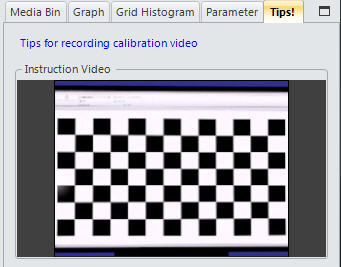 Media Bin Graph Grid Histogram Parameter Tips!
Tips for recording calibration video
Instruction Video